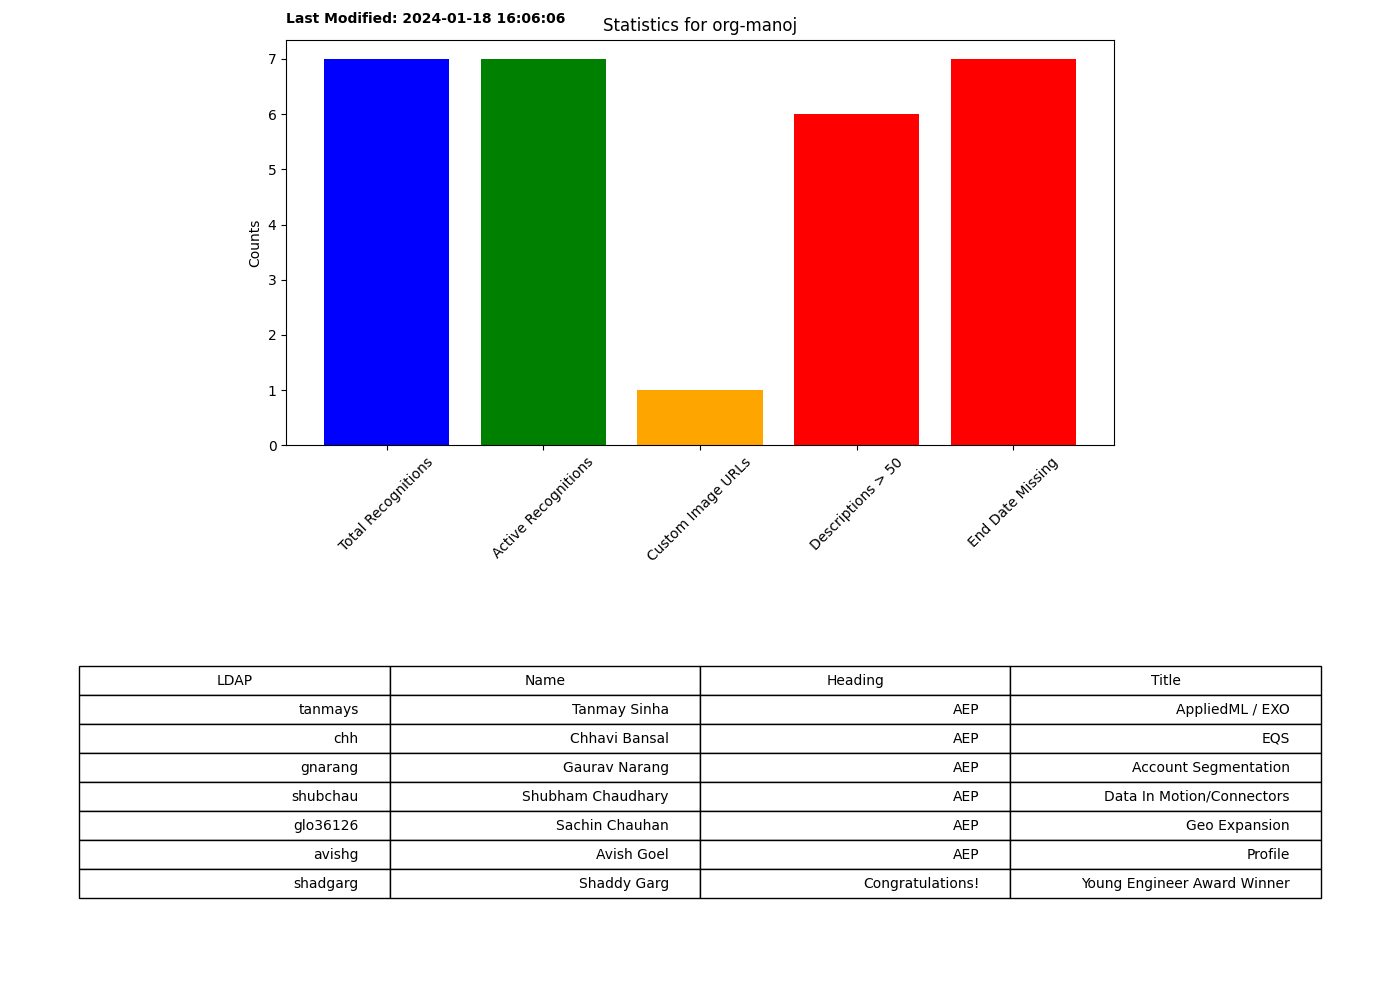 Last Modified: 2024-01-18 16:06:06
Statistics for org-manoj
Counts
7
6
5
4
3
2
1
0
Total Recognitions
Active Recognitions
Custom Image URLs
Descriptions > 50
End Date Missing
LDAP Name Heading Title
tanmays Tanmay Sinha AEP AppliedML / EXO
chh Chhavi Bansal AEP EQS
gnarang Gaurav Narang AEP Account Segmentation
shubchau Shubham Chaudhary AEP Data In Motion/Connectors
glo36126 Sachin Chauhan AEP Geo Expansion
avishg Avish Goel AEP Profile
shadgarg Shaddy Garg Congratulations! Young Engineer Award Winner